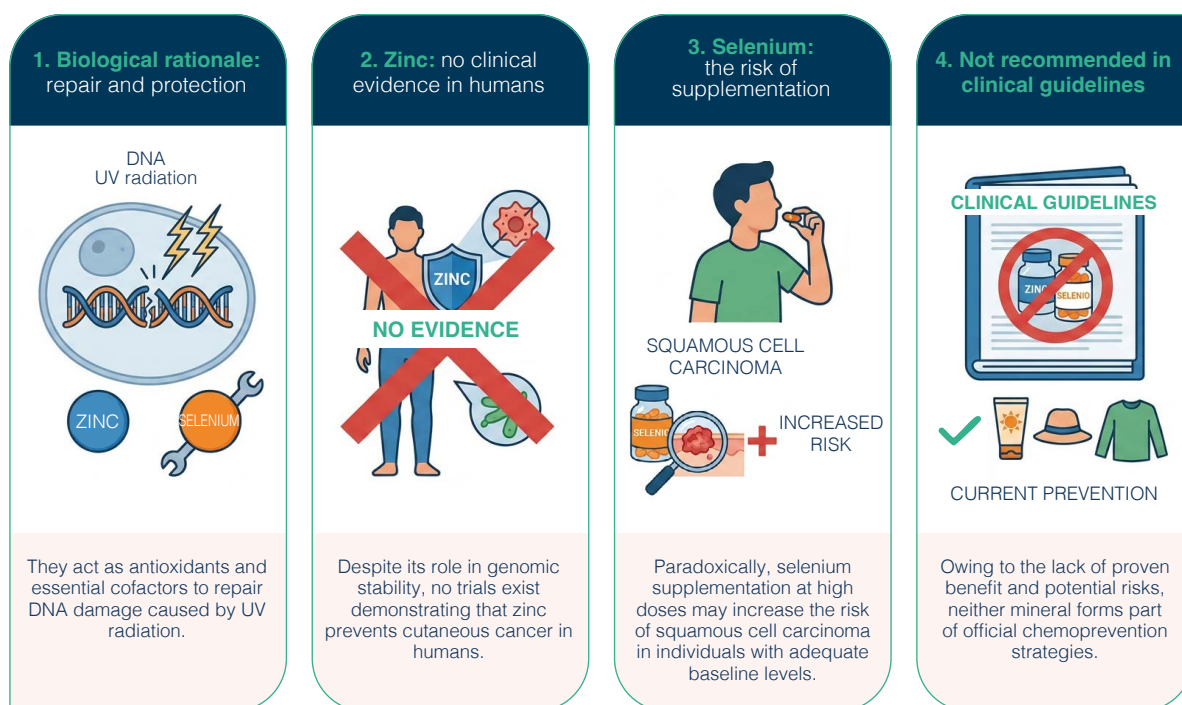 1. Biological rationale:
repair and protection
DNA
UV radiation
ZINC
SELENIUM
They act as antioxidants and
essential cofactors to repair
DNA damage caused by UV
radiation.
2. Zinc: no clinical
evidence in humans
ZINC
NO EVIDENCE
Despite its role in genomic
stability, no trials exist
demonstrating that zinc
prevents cutaneous cancer in
humans.
3. Selenium:
the risk of
supplementation
SQUAMOUS CELL
CARCINOMA
SELENIO
INCREASED
RISK
Paradoxically, selenium
supplementation at high
doses may increase the risk
of squamous cell carcinoma
in individuals with adequate
baseline levels.
4. Not recommended in
clinical guidelines
CLINICAL GUIDELINES
ZINC
SELENIO
CURRENT PREVENTION
Owing to the lack of proven
benefit and potential risks,
neither mineral forms part
of official chemoprevention
strategies.